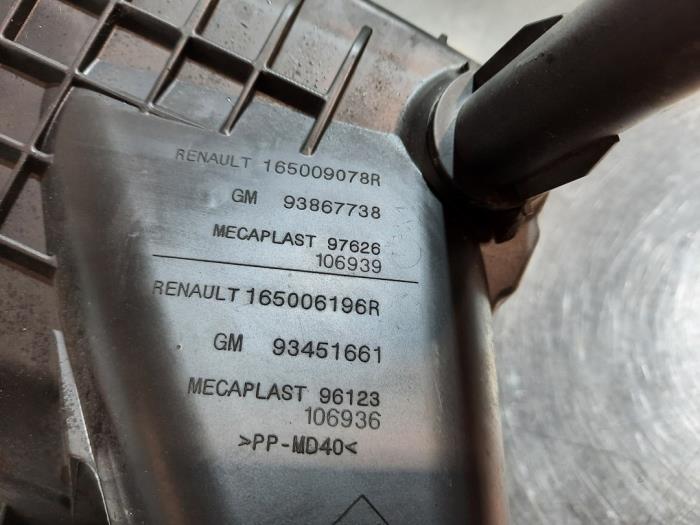 RENAULT 165009078R
GM 93867738
MECAPLAST 97626
106939
RENAULT 165006196R
GM 93451661
MECAPLAST 96123
106936
>PP-MD40<